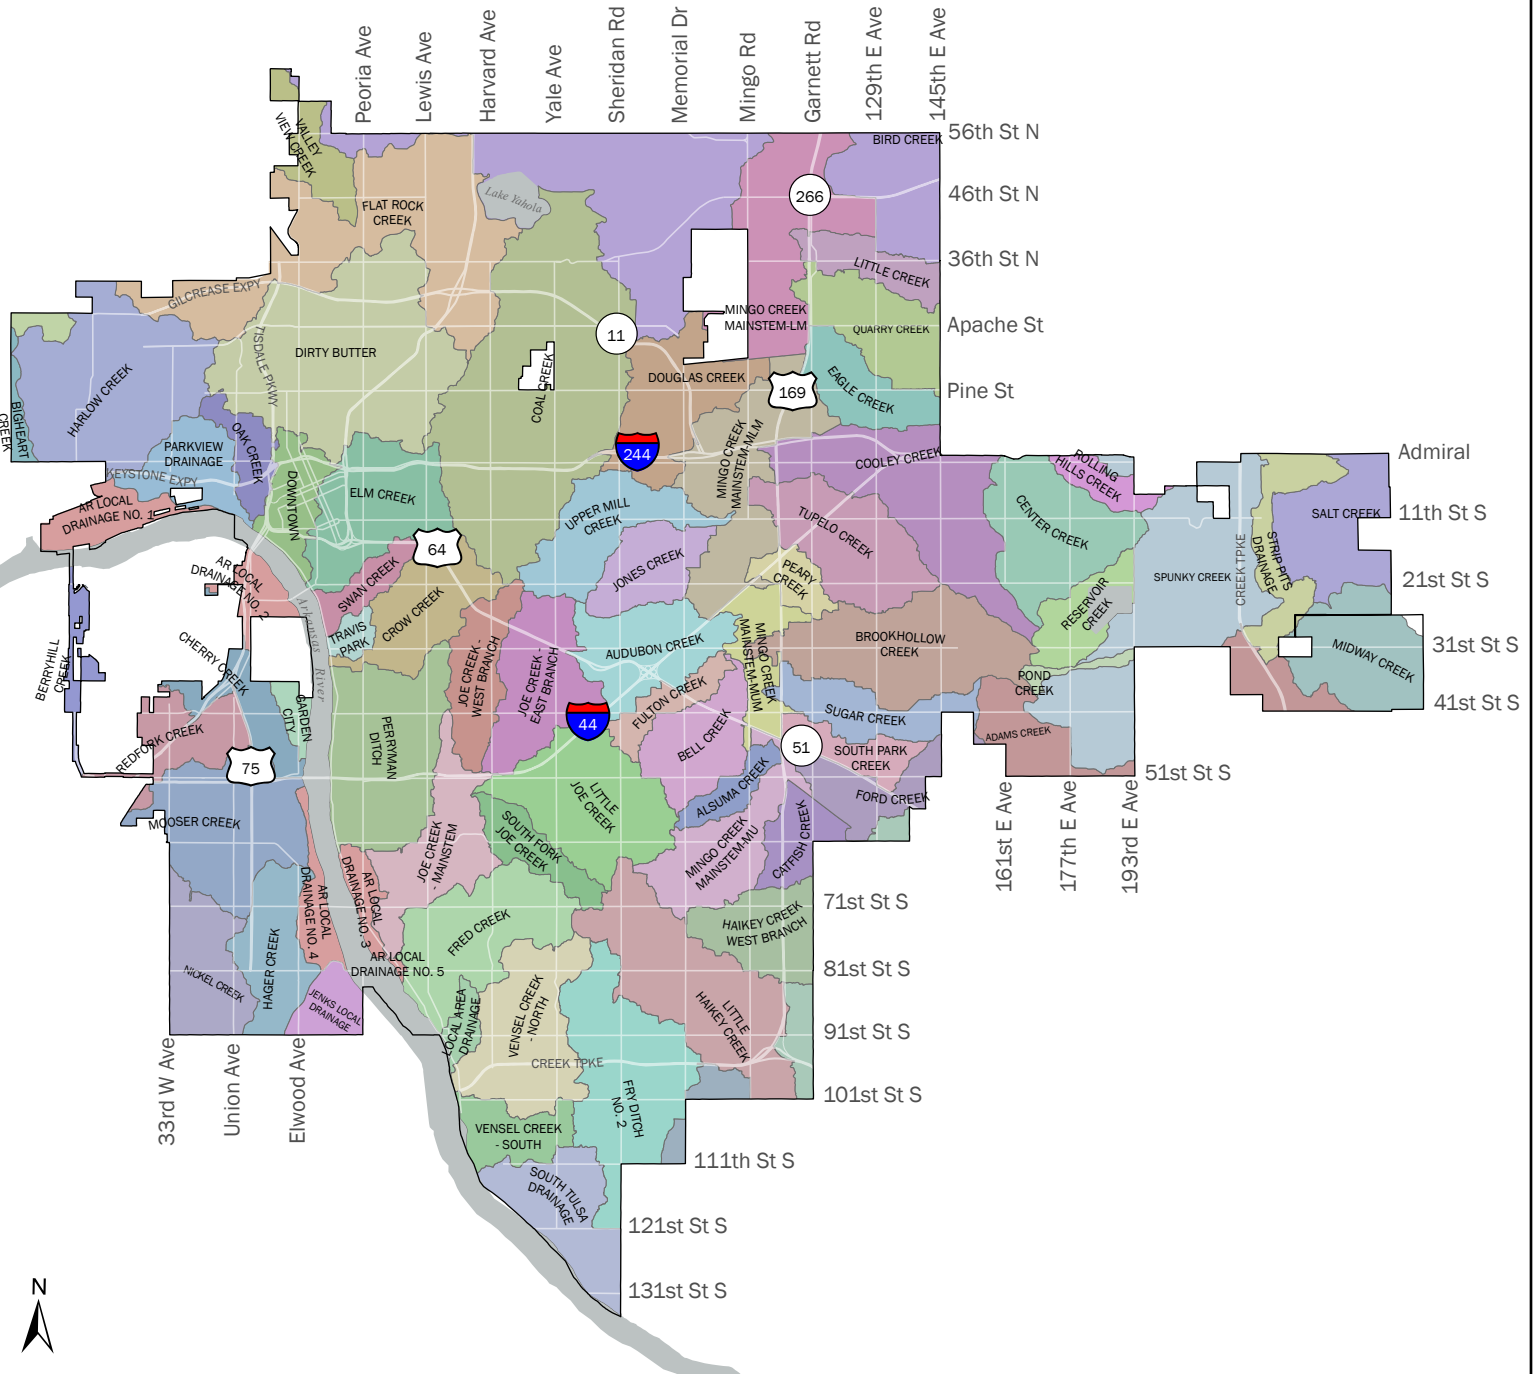 Peoria Ave
Lewis Ave
Harvard Ave
Yale Ave
Sheridan Rd
Memorial Dr
Mingo Rd
Garnett Rd
129th E Ave
145th E Ave
56th St N
BIRD CREEK
VALLEY
VIEW CREEK
46th St N
266
Lake Yahola
FLAT ROCK
CREEK
36th St N
LITTLE CREEK
GILCREASE EXPY
MINGO CREEK
MAINSTEM-LM
Apache St
QUARRY CREEK
11
TISDALE PKWY
DIRTY BUTTER
HARLOW CREEK
COAL CREEK
DOUGLAS CREEK
169
EAGLE CREEK
Pine St
BIGHEART
CREEK
PARKVIEW
DRAINAGE
OAK CREEK
244
MINGO CREEK
MAINSTEM-MLM
COOLEY CREEK
Admiral
ROLLING
HILLS CREEK
KEYSTONE EXPY
DOWNTOWN
ELM CREEK
AR LOCAL
DRAINAGE NO. 1
UPPER MILL
CREEK
TUPELO CREEK
CENTER CREEK
SALT CREEK
11th St S
64
JONES CREEK
CREEK TPKE
STRIP PITS
DRAINAGE
AR LOCAL
DRAINAGE NO. 2
SWAN CREEK
PEARY
CREEK
SPUNKY CREEK
21st St S
RESERVOIR
CREEK
Arkansas River
TRAVIS
PARK
CROW CREEK
BERRYHILL
CREEK
CHERRY CREEK
JOE CREEK -
WEST BRANCH
JOE CREEK -
EAST BRANCH
AUDUBON CREEK
MINGO CREEK
MAINSTEM-MUM
BROOKHOLLOW
CREEK
31st St S
MIDWAY CREEK
FULTON CREEK
POND
CREEK
41st St S
GARDEN
CITY
PERRYMAN
DITCH
44
BELL CREEK
SUGAR CREEK
REDFORK CREEK
75
51
SOUTH PARK
CREEK
ADAMS CREEK
51st St S
ALSUMA CREEK
FORD CREEK
161st E Ave
177th E Ave
193rd E Ave
MOOSER CREEK
LITTLE
JOE CREEK
SOUTH FORK
JOE CREEK
JOE CREEK
- MAINSTEM
MINGO CREEK
MAINSTEM-MU
CATFISH CREEK
AR LOCAL
DRAINAGE NO. 4
AR LOCAL
DRAINAGE NO. 3
71st St S
FRED CREEK
HAIKEY CREEK
WEST BRANCH
AR LOCAL
DRAINAGE NO. 5
81st St S
NICKEL CREEK
HAGER CREEK
JENKS LOCAL
DRAINAGE
LOCAL AREA
DRAINAGE
VENSEL CREEK
- NORTH
LITTLE
HAIKEY CREEK
91st St S
CREEK TPKE
33rd W Ave
Union Ave
Elwood Ave
101st St S
FRY DITCH
NO. 2
VENSEL CREEK
- SOUTH
111th St S
SOUTH TULSA
DRAINAGE
121st St S
131st St S
N